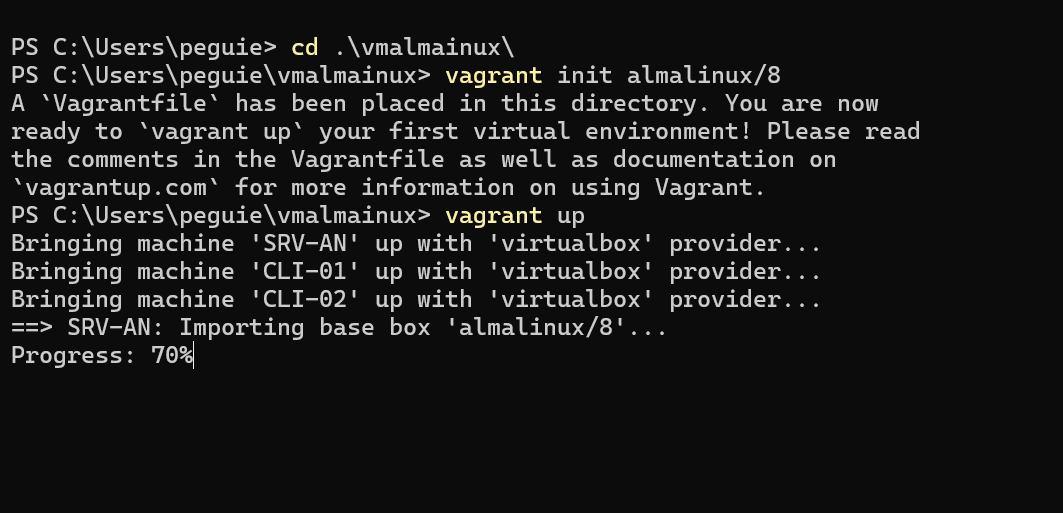 PS C:\Users\peguie> cd .\vmalmainux\
PS C:\Users\peguie\vmalmainux> vagrant init almalinux/8
A `Vagrantfile` has been placed in this directory. You are now
ready to `vagrant up` your first virtual environment! Please read
the comments in the Vagrantfile as well as documentation on
`vagrantup.com` for more information on using Vagrant.
PS C:\Users\peguie\vmalmainux> vagrant up
Bringing machine 'SRV-AN' up with 'virtualbox' provider...
Bringing machine 'CLI-01' up with 'virtualbox' provider...
Bringing machine 'CLI-02' up with 'virtualbox' provider...
==> SRV-AN: Importing base box 'almalinux/8'...
Progress: 70%